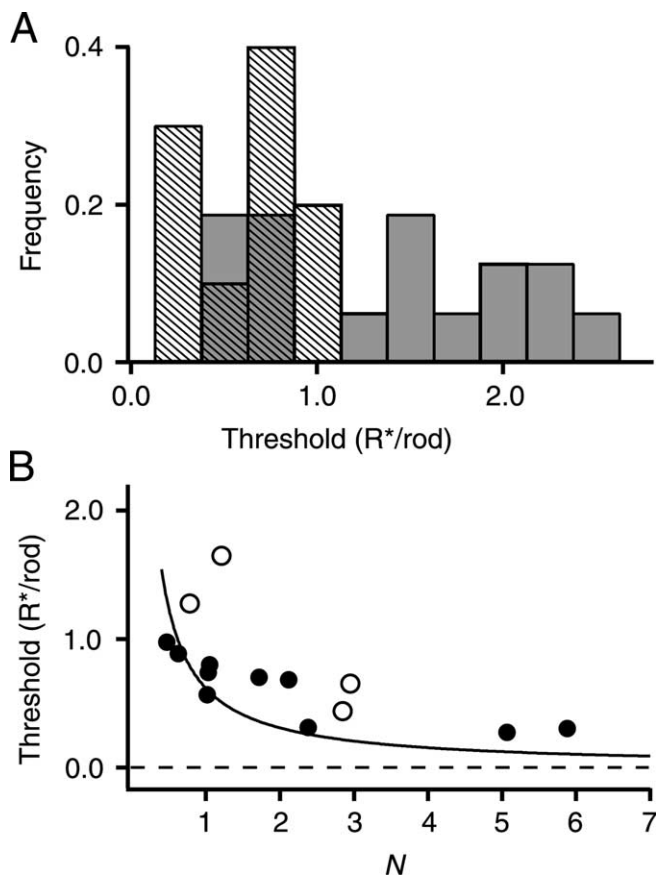 A
Frequency
0.4
0.2
0.0
0.0 1.0 2.0
Threshold (R*/rod)
B
Threshold (R*/rod)
2.0
1.0
0.0
1 2 3 4 5 6 7
N